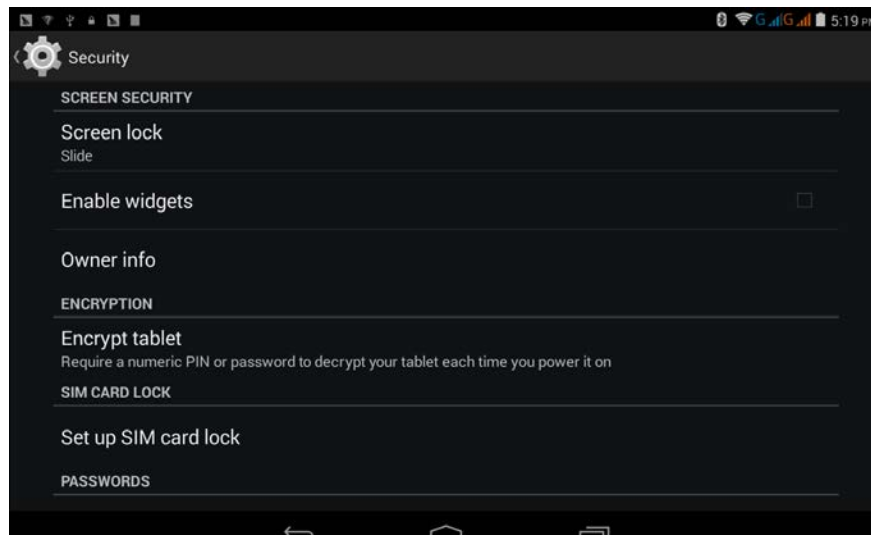 G G 5:19 PM
Security
SCREEN SECURITY
Screen lock
Slide
Enable widgets
Owner info
ENCRYPTION
Encrypt tablet
Require a numeric PIN or password to decrypt your tablet each time you power it on
SIM CARD LOCK
Set up SIM card lock
PASSWORDS